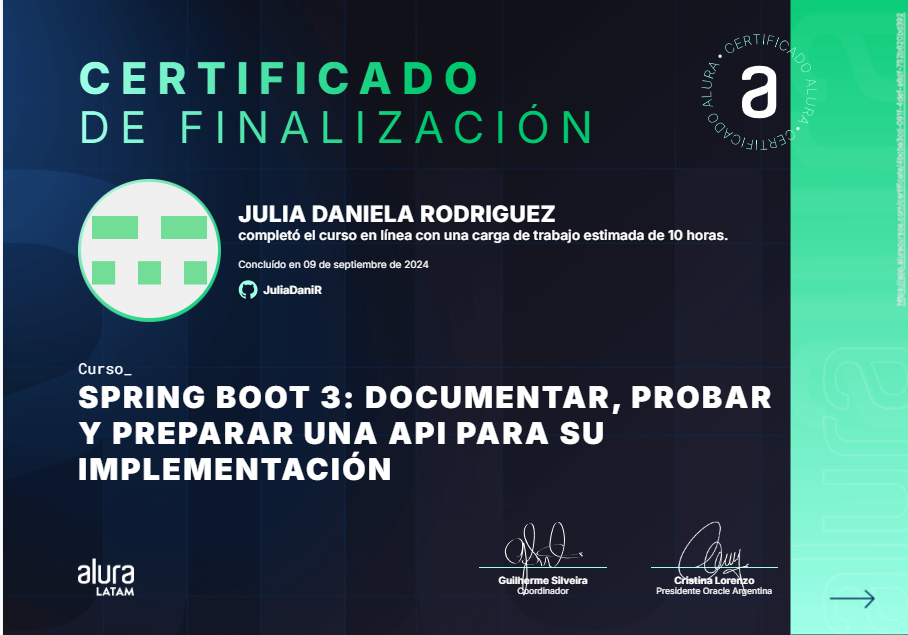 CERTIFICADO
DE FINALIZACIÓN
CERTIFICADO ALURA • CERTIFICADO ALURA •
a
JULIA DANIELA RODRIGUEZ
completó el curso en línea con una carga de trabajo estimada de 10 horas.
Concluído en 09 de septiembre de 2024
JuliaDaniR
Curso_
SPRING BOOT 3: DOCUMENTAR, PROBAR
Y PREPARAR UNA API PARA SU
IMPLEMENTACIÓN
alura
LATAM
Guilherme Silveira
Coordinador
Cristina Lorenzo
Presidente Oracle Argentina
alura